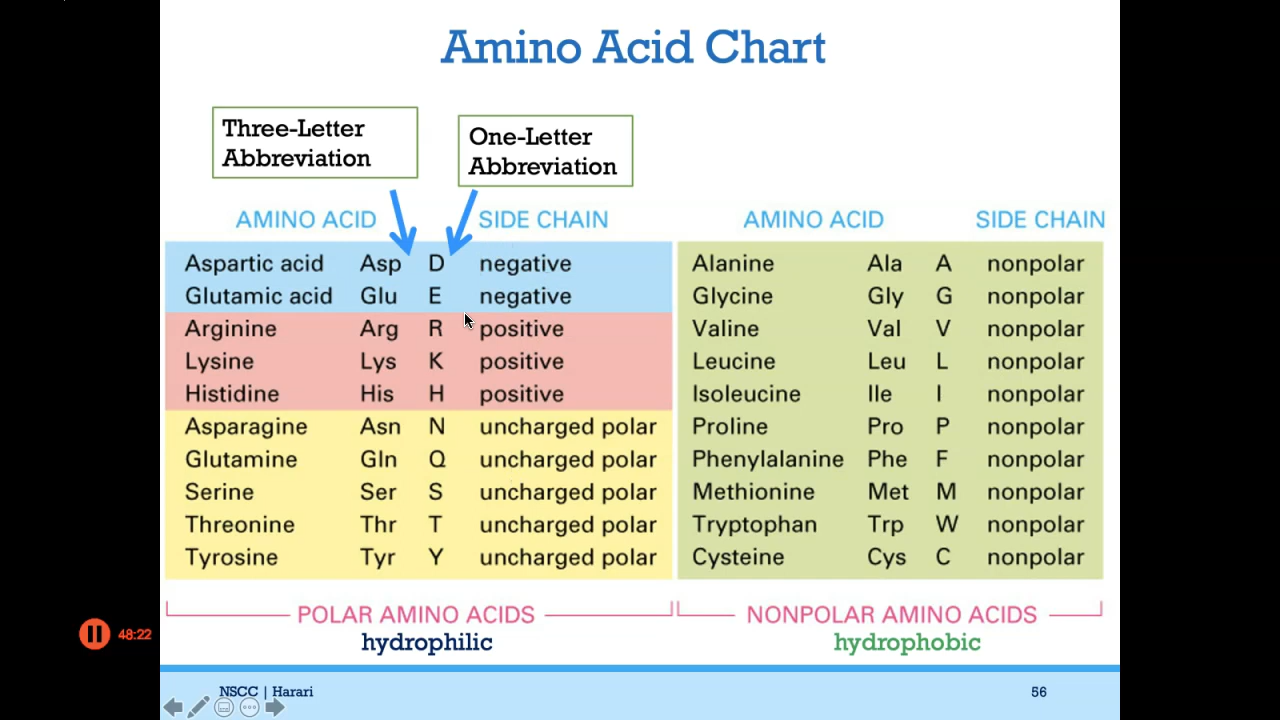 Amino Acid Chart
Three-Letter
Abbreviation
One-Letter
Abbreviation
AMINO ACID SIDE CHAIN AMINO ACID SIDE CHAIN
Aspartic acid Asp D negative Alanine Ala A nonpolar
Glutamic acid Glu E negative Glycine Gly G nonpolar
Arginine Arg R positive Valine Val V nonpolar
Lysine Lys K positive Leucine Leu L nonpolar
Histidine His H positive Isoleucine Ile I nonpolar
Asparagine Asn N uncharged polar Proline Pro P nonpolar
Glutamine Gln Q uncharged polar Phenylalanine Phe F nonpolar
Serine Ser S uncharged polar Methionine Met M nonpolar
Threonine Thr T uncharged polar Tryptophan Trp W nonpolar
Tyrosine Tyr Y uncharged polar Cysteine Cys C nonpolar
POLAR AMINO ACIDS NONPOLAR AMINO ACIDS
hydrophilic hydrophobic
48:22
NSCC | Harari 56